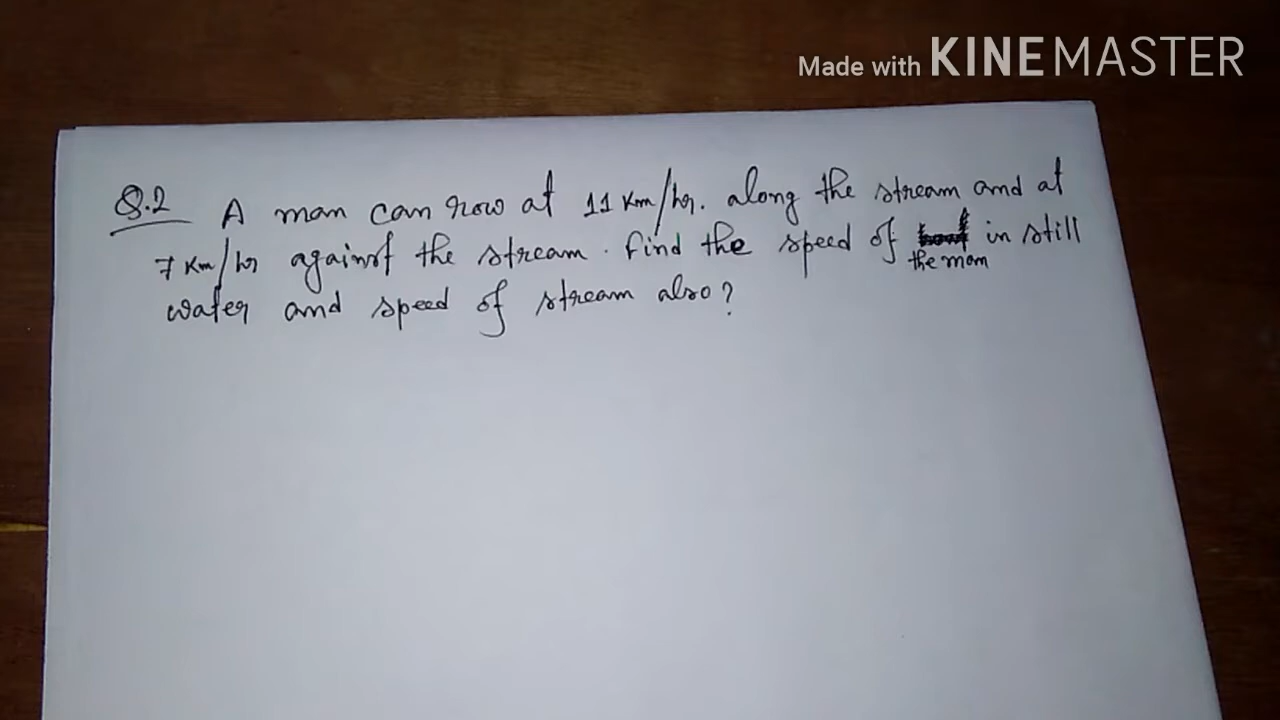 Made with KINEMASTER
Q.2 A man can row at 11 Km/hr. along the stream and at
7 Km/hr against the stream. Find the speed of in still
the man
water and speed of stream also?